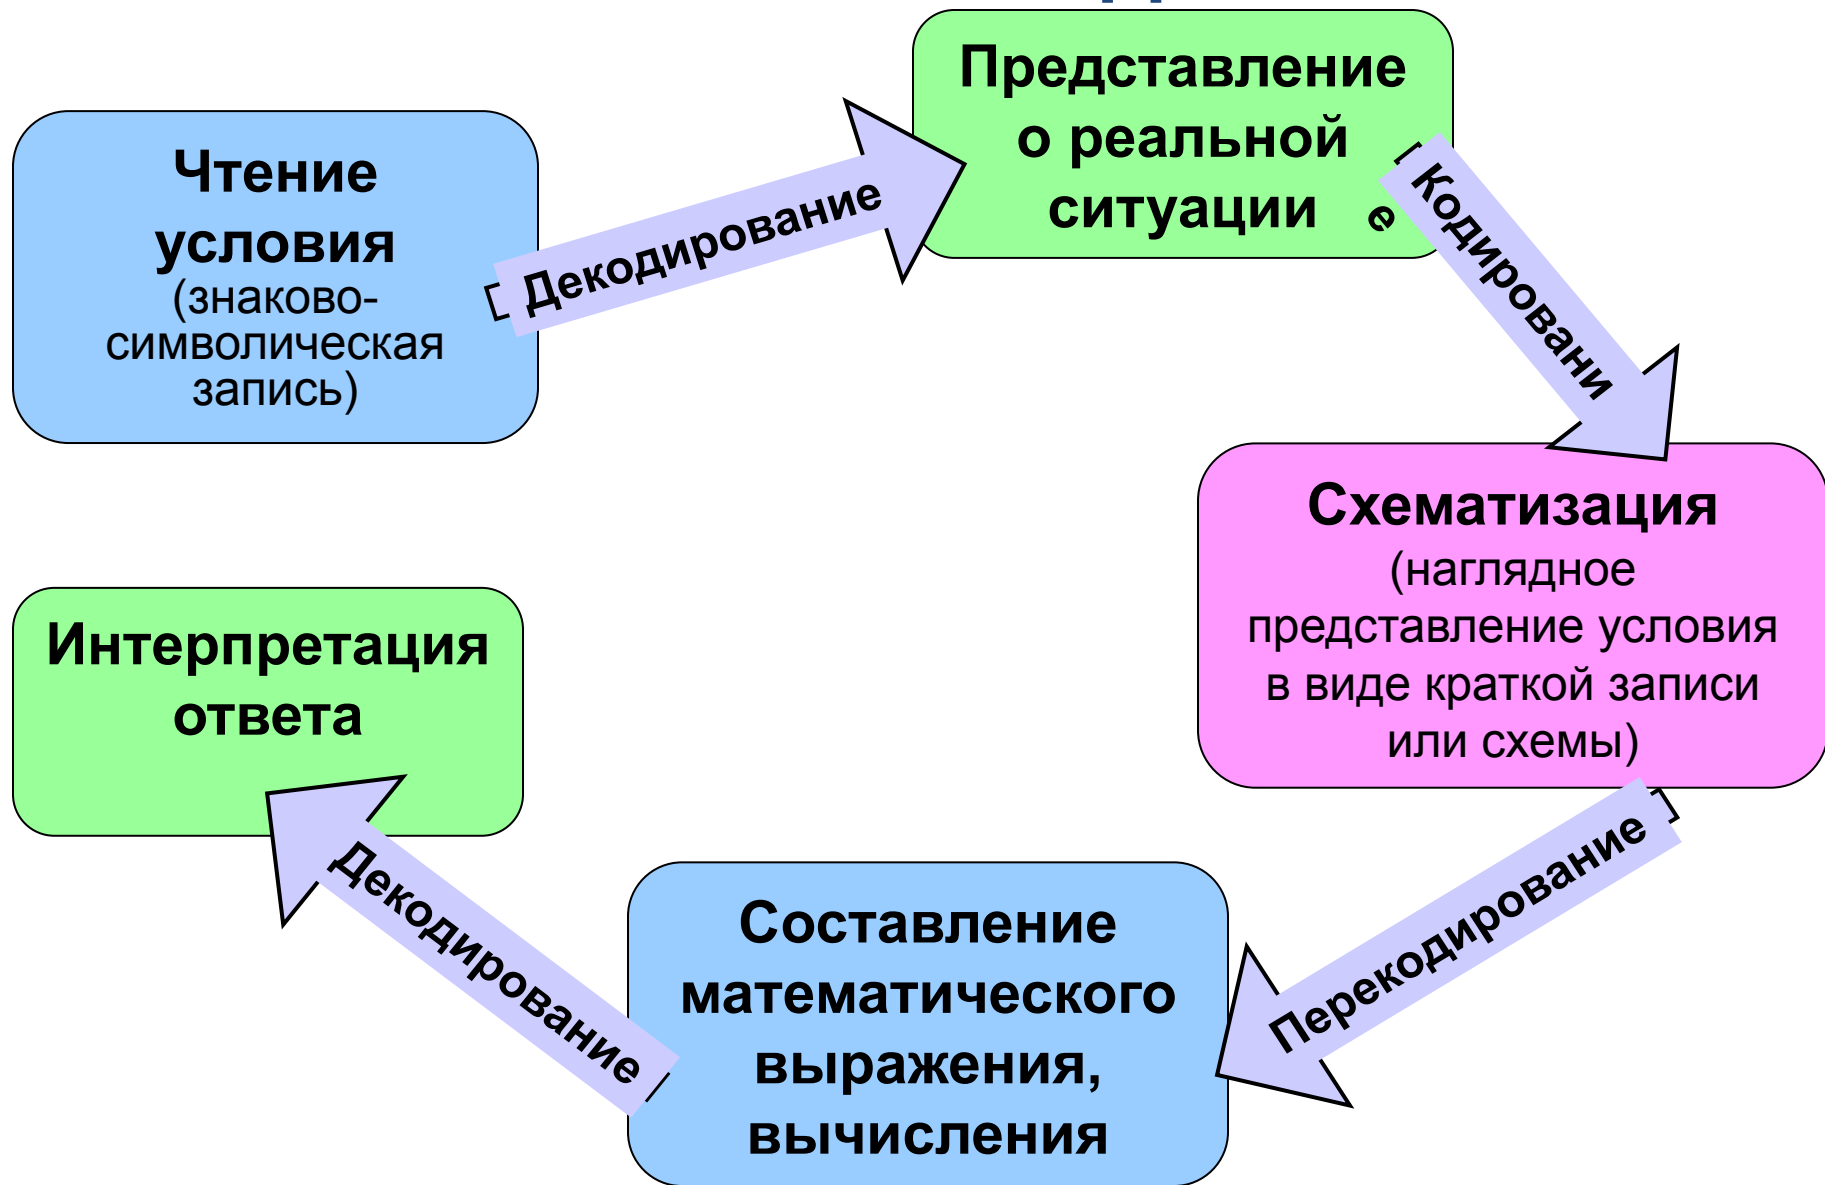 Чтение
условия
(знаково-
символическая
запись)
Декодирование
Представление
о реальной
ситуации
Кодировани
е
Схематизация
(наглядное
представление условия
в виде краткой записи
или схемы)
Перекодирование
Составление
математического
выражения,
вычисления
Декодирование
Интерпретация
ответа